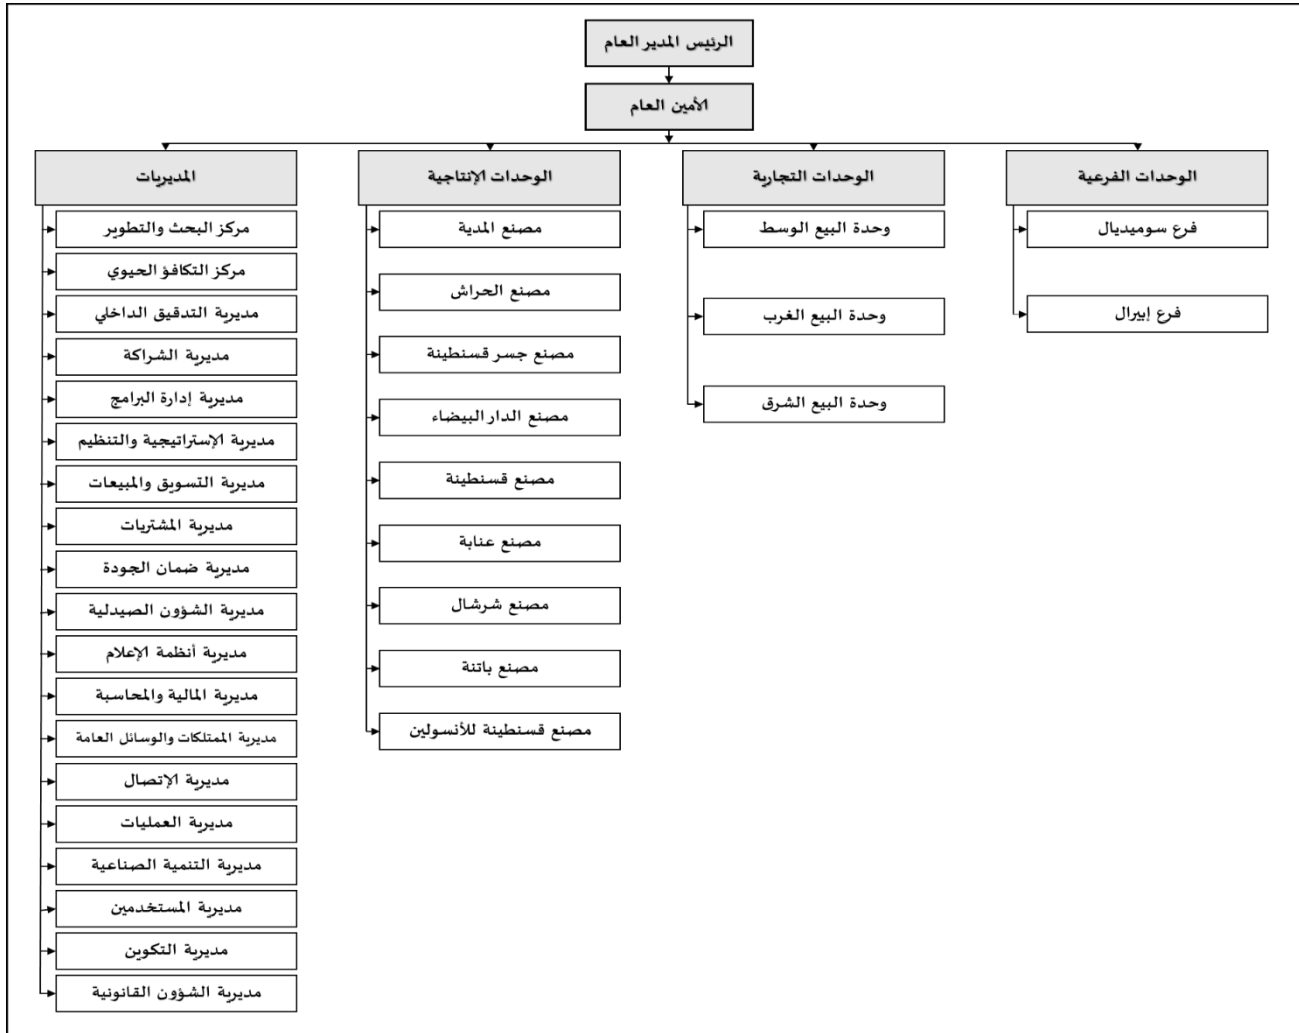 الرئيس المدير العام
الأمين العام
الوحدات الفرعية
فرع سوميديال
فرع إيبرال
الوحدات التجارية
وحدة البيع الوسط
وحدة البيع الغرب
وحدة البيع الشرق
الوحدات الإنتاجية
مصنع المدية
مصنع الحراش
مصنع جسر قسنطينة
مصنع الدار البيضاء
مصنع قسنطينة
مصنع عنابة
مصنع شرشال
مصنع باتنة
مصنع قسنطينة للأنسولين
المديريات
مركز البحث والتطوير
مركز التكافؤ الحيوي
مديرية التدقيق الداخلي
مديرية الشراكة
مديرية إدارة البرامج
مديرية الإستراتيجية والتنظيم
مديرية التسويق والمبيعات
مديرية المشتريات
مديرية ضمان الجودة
مديرية الشؤون الصيدلية
مديرية أنظمة الإعلام
مديرية المالية والمحاسبة
مديرية الممتلكات والوسائل العامة
مديرية الإتصال
مديرية العمليات
مديرية التنمية الصناعية
مديرية المستخدمين
مديرية التكوين
مديرية الشؤون القانونية